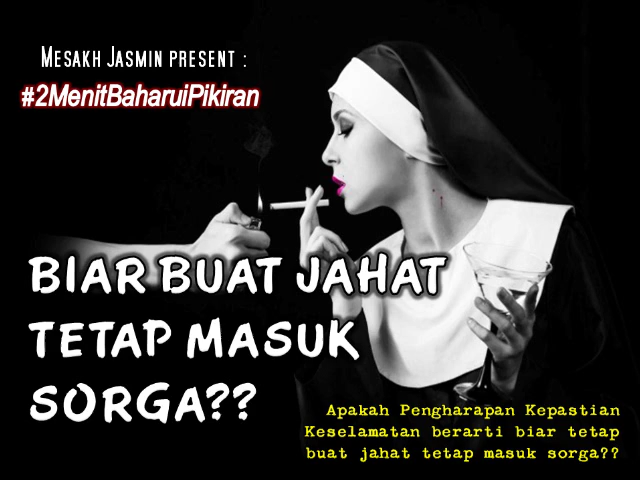 MESAKH JASMIN PRESENT :
#2MenitBaharuiPikiran
BIAR BUAT JAHAT
TETAP MASUK
SORGA??
Apakah Pengharapan Kepastian
Keselamatan berarti biar tetap
buat jahat tetap masuk sorga??